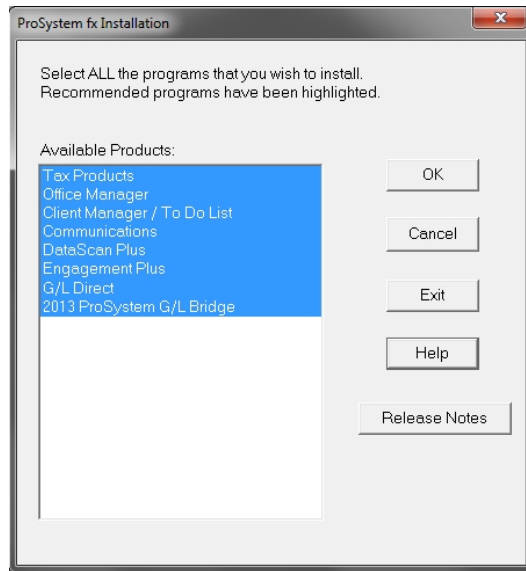 ProSystem fx Installation
Select ALL the programs that you wish to install.
Recommended programs have been highlighted.
Available Products:
Tax Products
Office Manager
Client Manager / To Do List
Communications
DataScan Plus
Engagement Plus
G/L Direct
2013 ProSystem G/L Bridge
OK
Cancel
Exit
Help
Release Notes